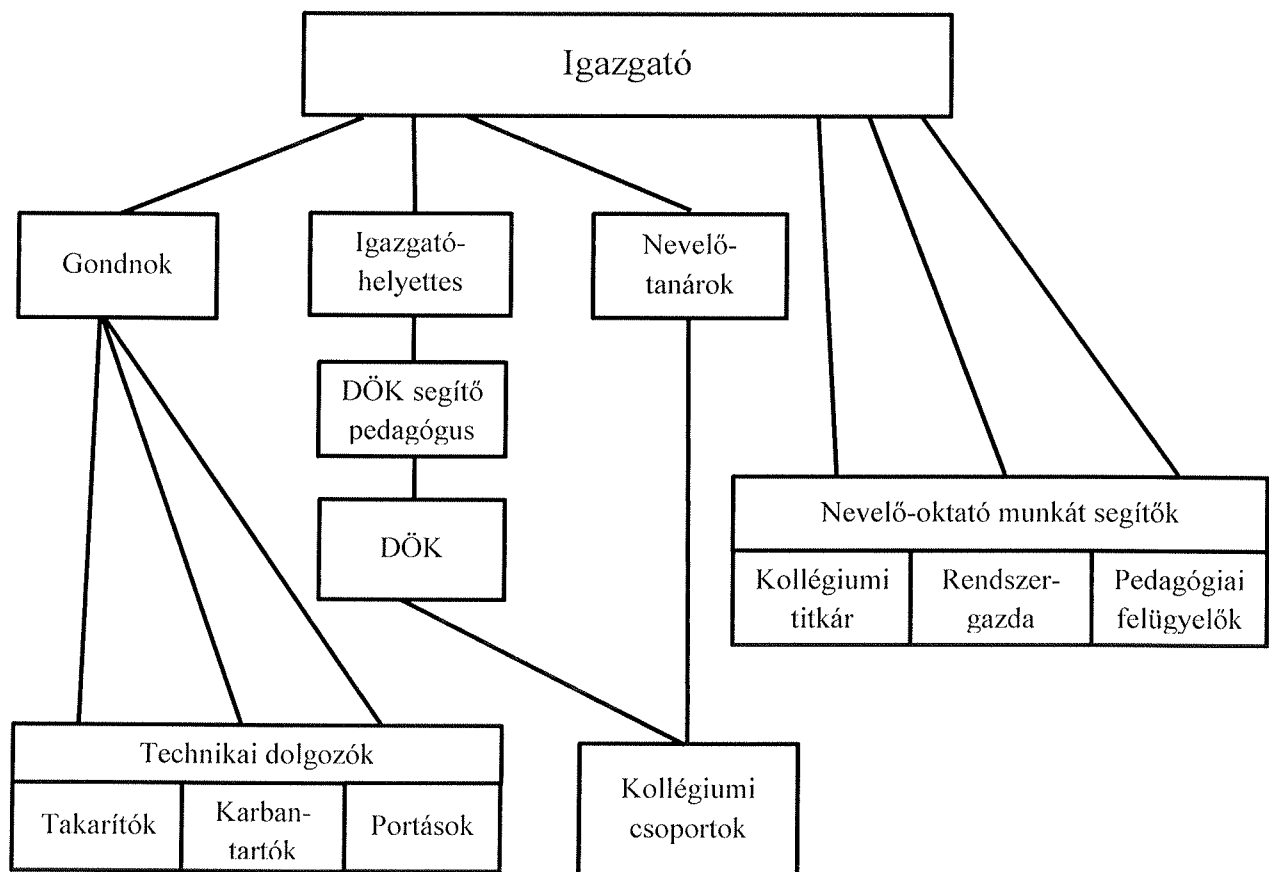 Igazgató
Gondnok
Igazgató-
helyettes
Nevelő-
tanárok
DÖK segítő
pedagógus
DÖK
Nevelő-oktató munkát segítők
Kollégiumi
titkár
Rendszer-
gazda
Pedagógiai
felügyelők
Technikai dolgozók
Takarítók
Karban-
tartók
Portások
Kollégiumi
csoportok